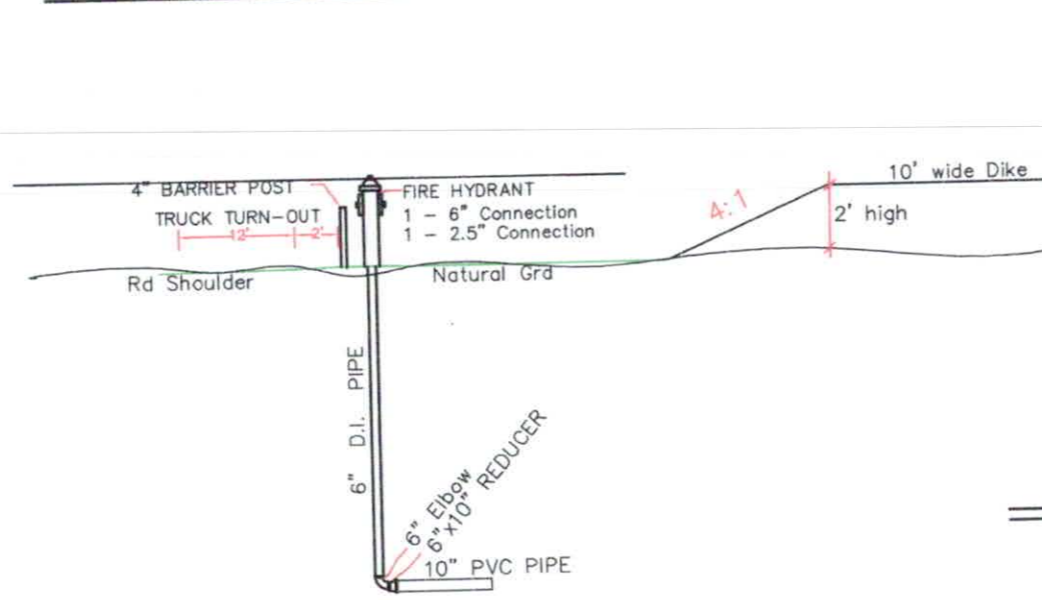 10' wide Dike
4" BARRIER POST
FIRE HYDRANT
1 - 6" Connection
1 - 2.5" Connection
TRUCK TURN-OUT
12'
2'
4:1
2' high
Rd Shoulder
Natural Grd
6" D.I. PIPE
6" Elbow
6"x10" REDUCER
10" PVC PIPE